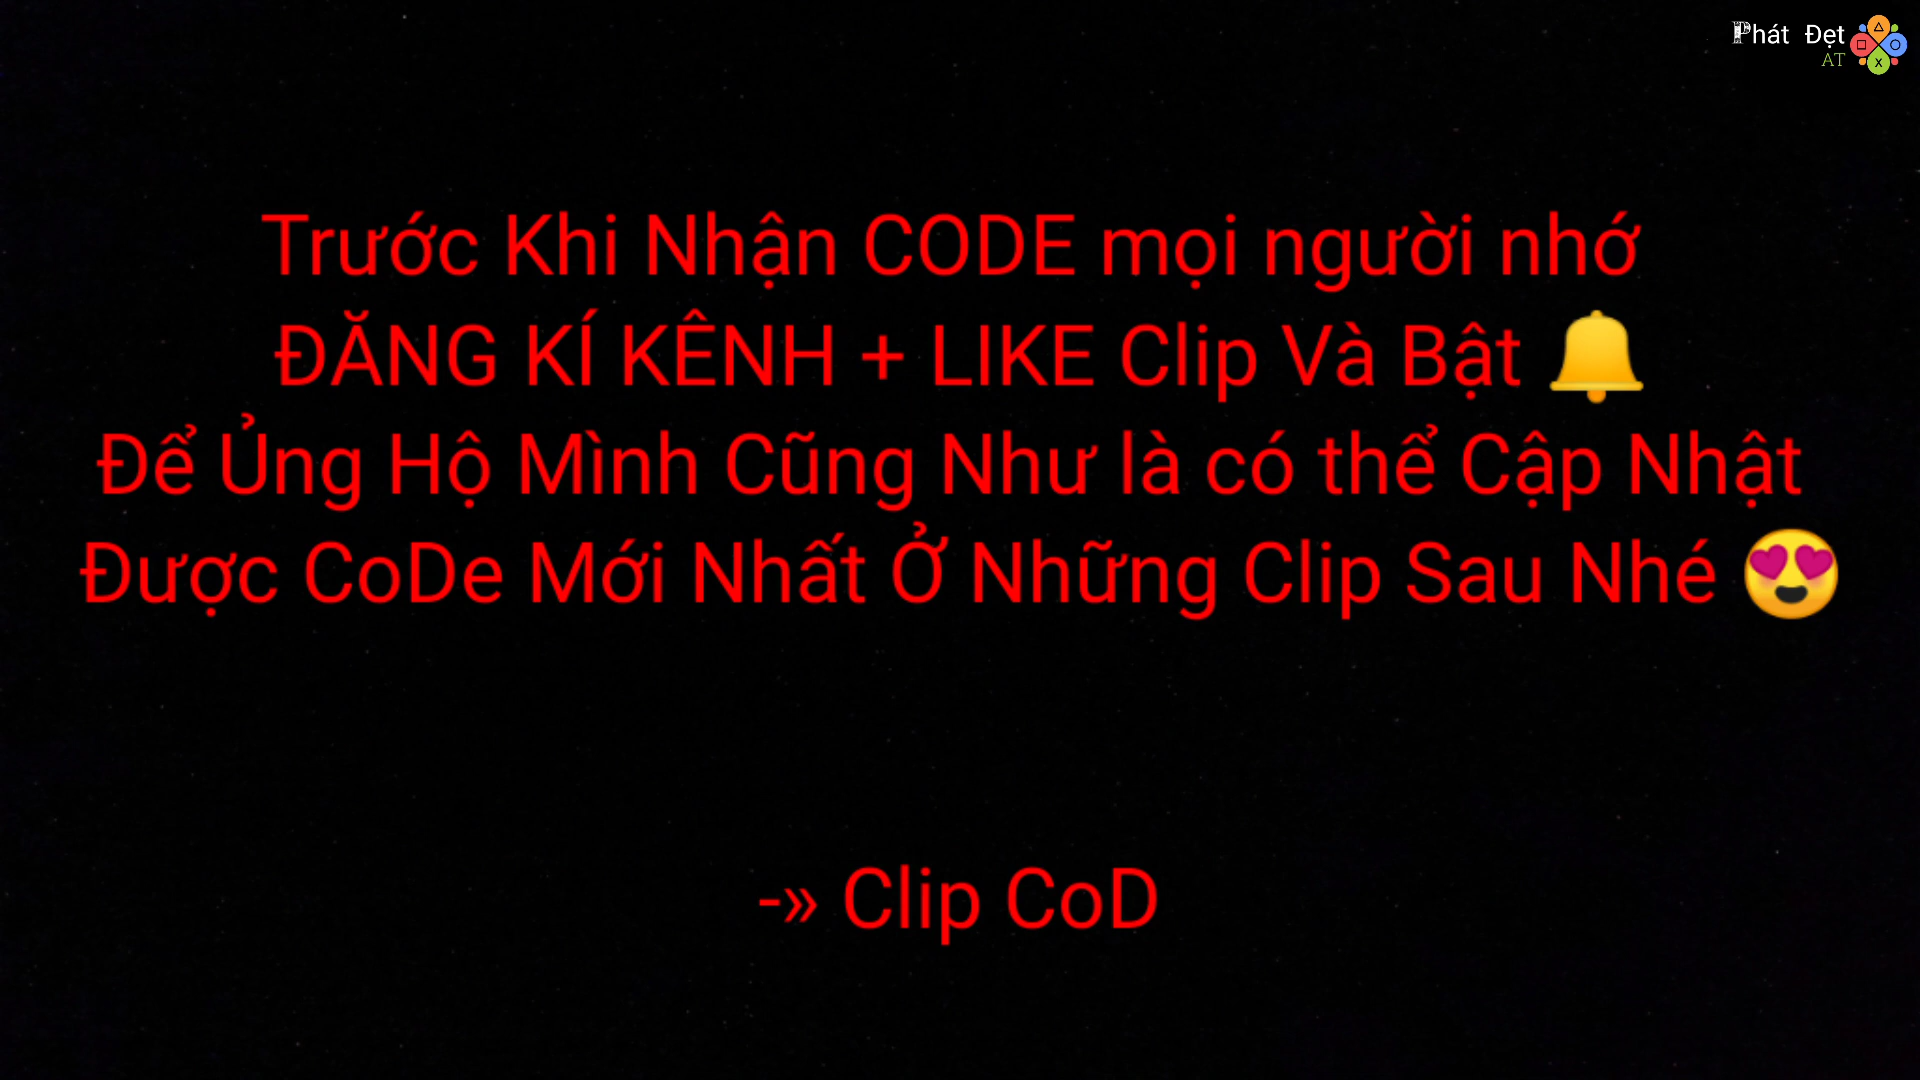 Phát Đẹt
AT
Trước Khi Nhận CODE mọi người nhớ
ĐĂNG KÍ KÊNH + LIKE Clip Và Bật 🔔
Để Ủng Hộ Mình Cũng Như là có thể Cập Nhật
Được CoDe Mới Nhất Ở Những Clip Sau Nhé 😍
-» Clip CoD